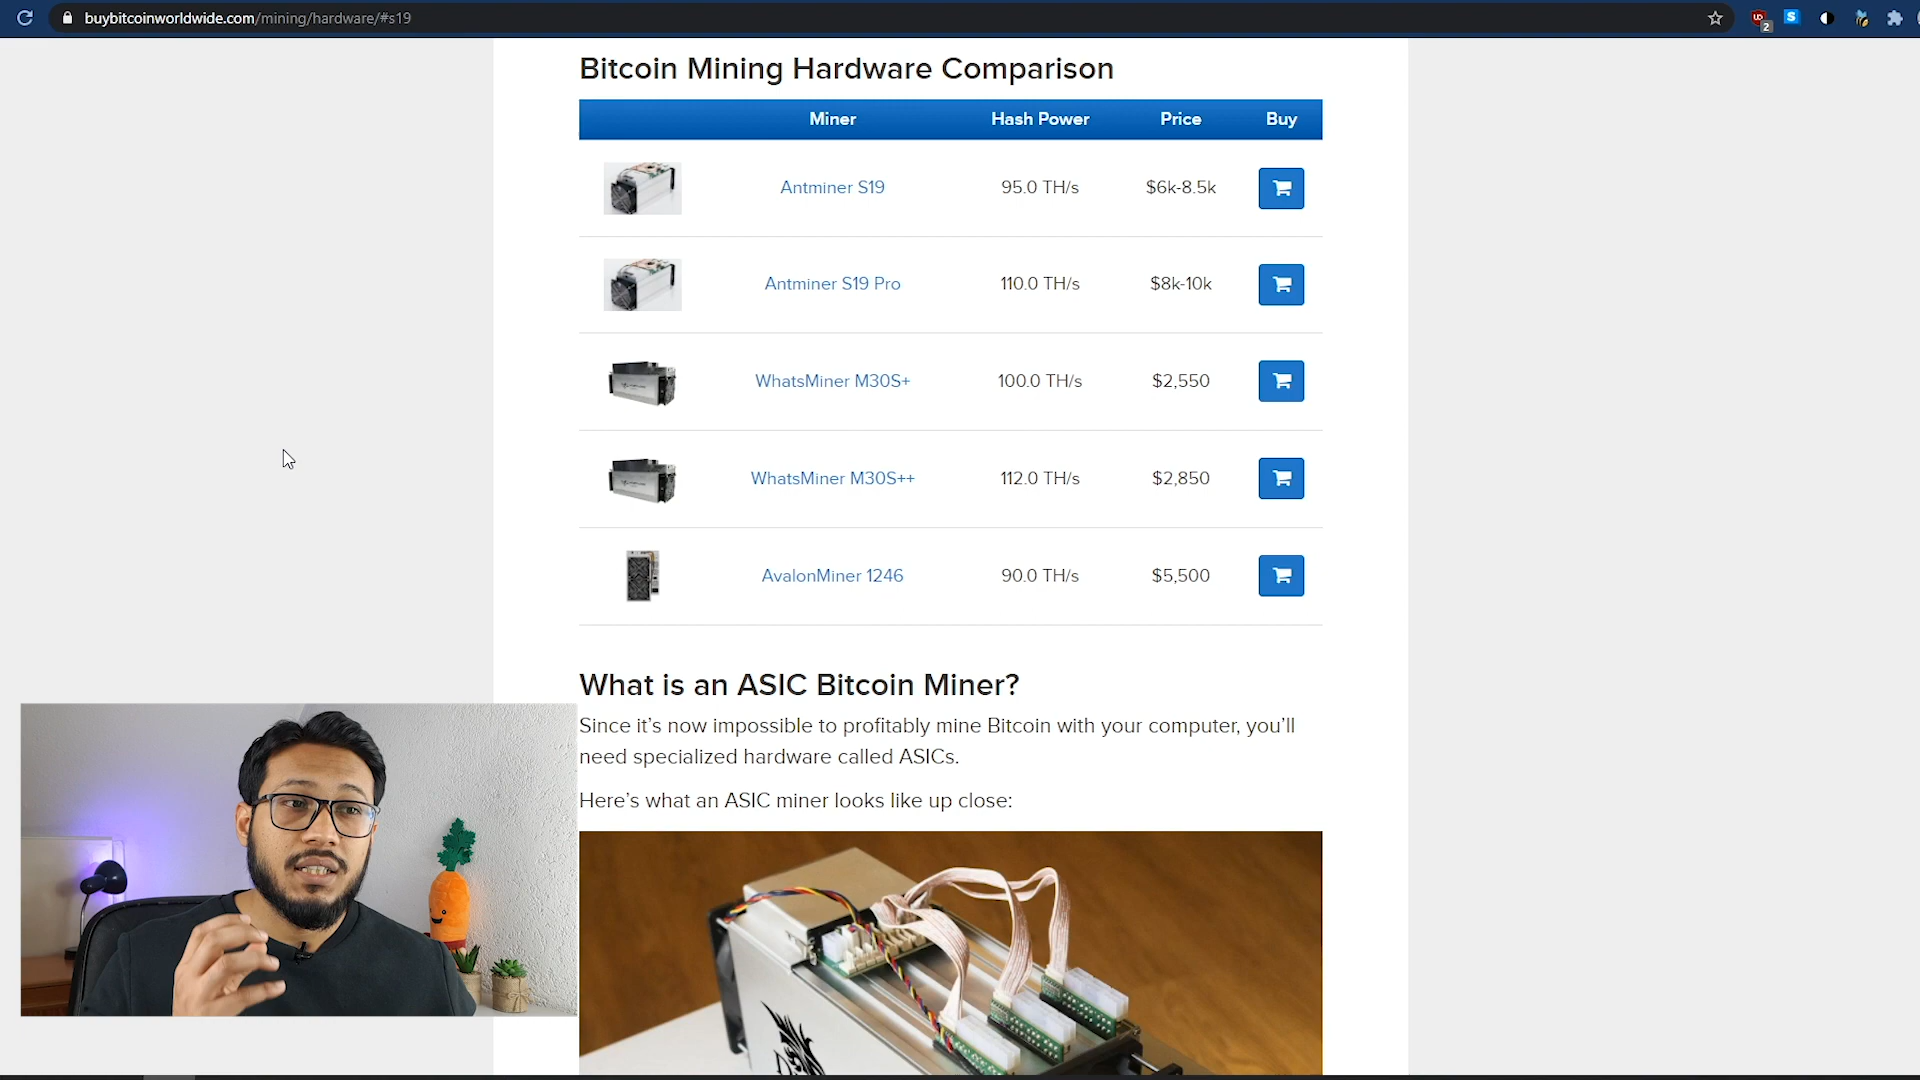 buybitcoinworldwide.com/mining/hardware/#s19
2
S
Bitcoin Mining Hardware Comparison
Miner Hash Power Price Buy
Antminer S19 95.0 TH/s $6k-8.5k
Antminer S19 Pro 110.0 TH/s $8k-10k
WhatsMiner M30S+ 100.0 TH/s $2,550
WhatsMiner M30S++ 112.0 TH/s $2,850
AvalonMiner 1246 90.0 TH/s $5,500
What is an ASIC Bitcoin Miner?
Since it’s now impossible to profitably mine Bitcoin with your computer, you’ll
need specialized hardware called ASICs.
Here’s what an ASIC miner looks like up close: